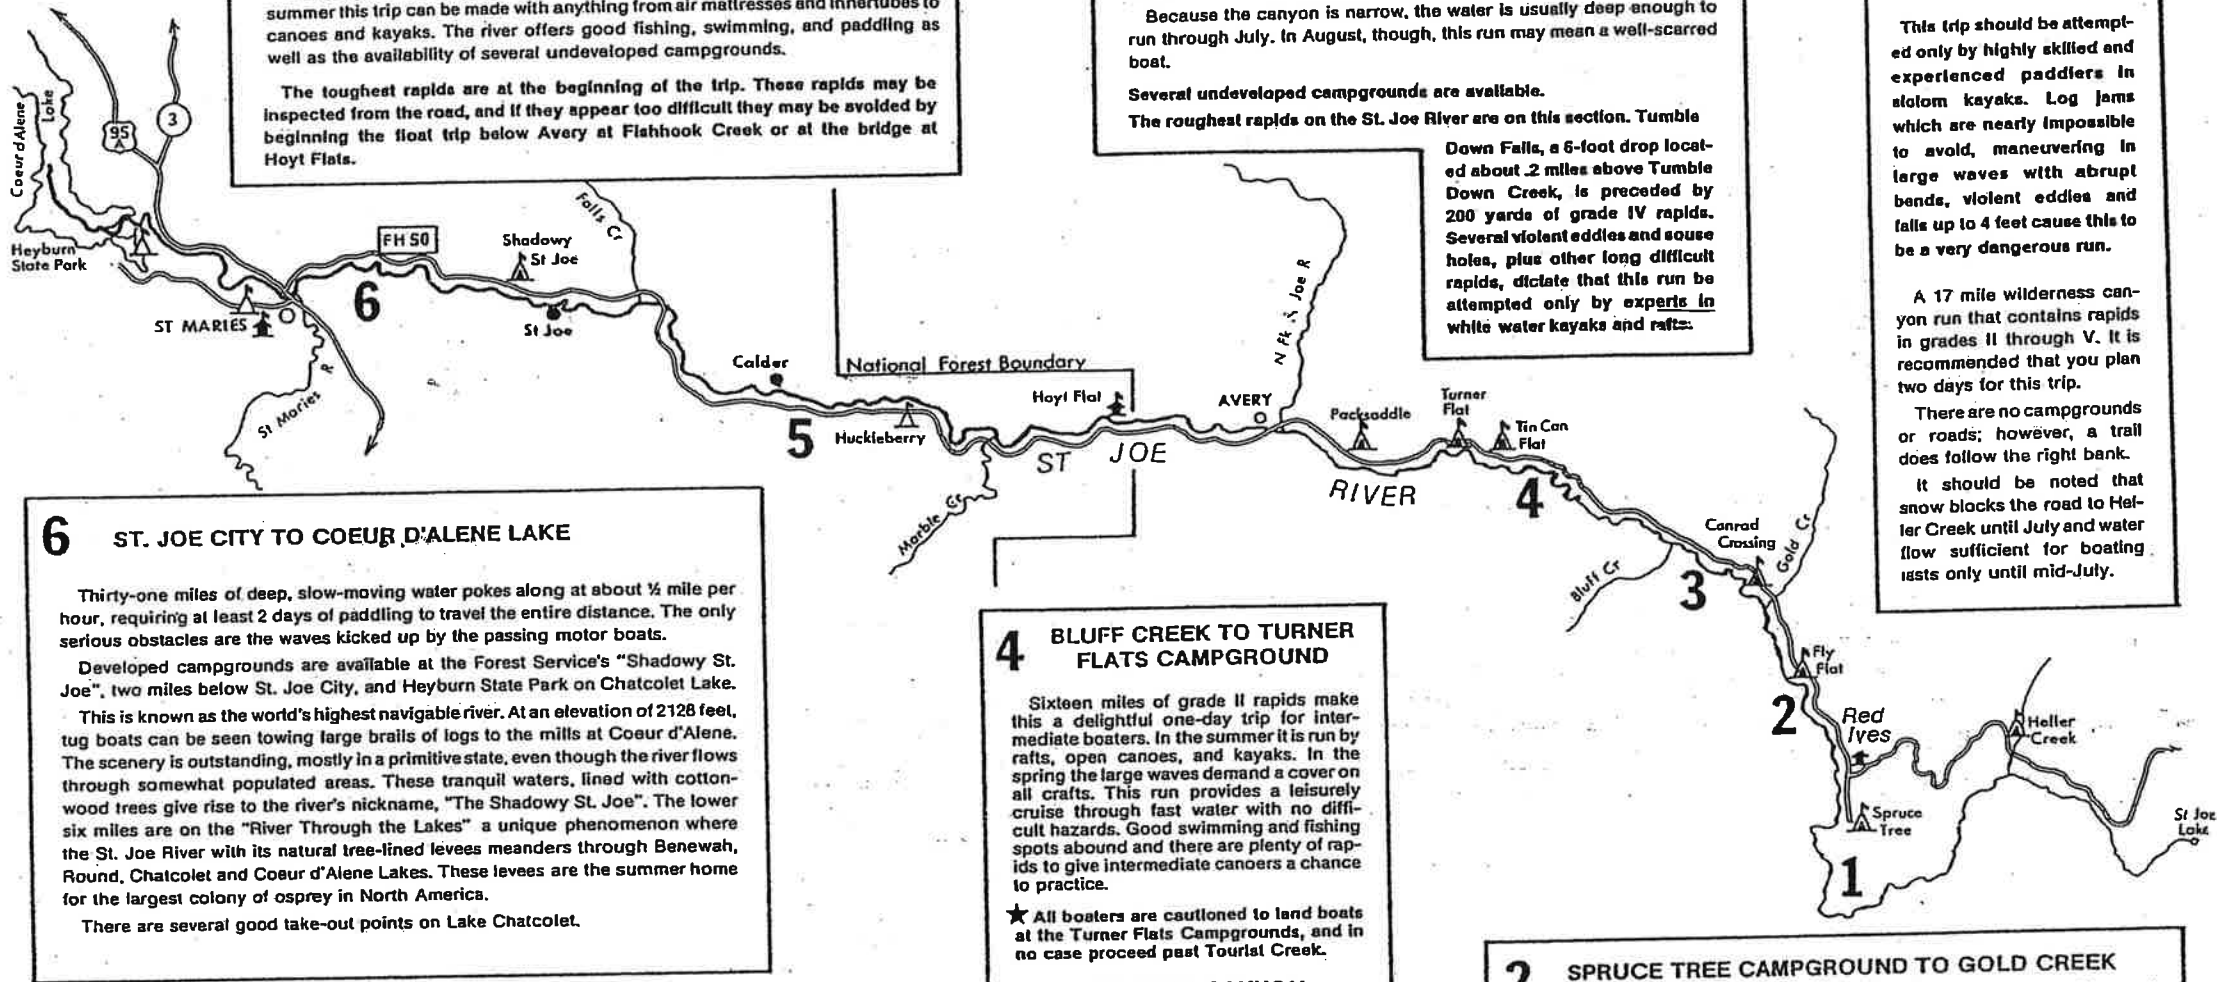 summer this trip can be made with anything from air mattresses and innertubes to
canoes and kayaks. The river offers good fishing, swimming, and paddling as
well as the availability of several undeveloped campgrounds.
The toughest rapids are at the beginning of the trip. These rapids may be
inspected from the road, and if they appear too difficult they may be avoided by
beginning the float trip below Avery at Fishhook Creek or at the bridge at
Hoyt Flats.
Because the canyon is narrow, the water is usually deep enough to
run through July. In August, though, this run may mean a well-scarred
boat.
Several undeveloped campgrounds are available.
The roughest rapids on the St. Joe River are on this section. Tumble
Down Falls, a 6-foot drop locat-
ed about .2 miles above Tumble
Down Creek, is preceded by
200 yards of grade IV rapids.
Several violent eddies and souse
holes, plus other long difficult
rapids, dictate that this run be
attempted only by experts in
white water kayaks and rafts.
This trip should be attempt-
ed only by highly skilled and
experienced paddlers in
slalom kayaks. Log jams
which are nearly impossible
to avoid, maneuvering in
large waves with abrupt
bends, violent eddies and
falls up to 4 feet cause this to
be a very dangerous run.
A 17 mile wilderness can-
yon run that contains rapids
in grades II through V. It is
recommended that you plan
two days for this trip.
There are no campgrounds
or roads; however, a trail
does follow the right bank.
It should be noted that
snow blocks the road to Hel-
ler Creek until July and water
flow sufficient for boating
lasts only until mid-July.
Coeur d'Alene
Lake
95
A
3
Heyburn
State Park
ST MARIES
FH 50
6
Shadowy
St Joe
St Joe
Falls Cr
St Maries
R
Calder
5
Huckleberry
National Forest Boundary
Hoyt Flat
Marble Cr
ST JOE
RIVER
AVERY
N Fk St Joe R
Packsaddle
Turner
Flat
Tin Can
Flat
4
Bluff Cr
3
Conrad
Crossing
Gold Cr
Fly
Flat
2
Red
Ives
Heller
Creek
Spruce
Tree
1
St Joe
Lake
6 ST. JOE CITY TO COEUR D'ALENE LAKE
Thirty-one miles of deep, slow-moving water pokes along at about ½ mile per
hour, requiring at least 2 days of paddling to travel the entire distance. The only
serious obstacles are the waves kicked up by the passing motor boats.
Developed campgrounds are available at the Forest Service's "Shadowy St.
Joe", two miles below St. Joe City, and Heyburn State Park on Chatcolet Lake.
This is known as the world's highest navigable river. At an elevation of 2128 feet,
tug boats can be seen towing large brails of logs to the mills at Coeur d'Alene.
The scenery is outstanding, mostly in a primitive state, even though the river flows
through somewhat populated areas. These tranquil waters, lined with cotton-
wood trees give rise to the river's nickname, "The Shadowy St. Joe". The lower
six miles are on the "River Through the Lakes" a unique phenomenon where
the St. Joe River with its natural tree-lined levees meanders through Benewah,
Round, Chatcolet and Coeur d'Alene Lakes. These levees are the summer home
for the largest colony of osprey in North America.
There are several good take-out points on Lake Chatcolet.
4 BLUFF CREEK TO TURNER
FLATS CAMPGROUND
Sixteen miles of grade II rapids make
this a delightful one-day trip for inter-
mediate boaters. In the summer it is run by
rafts, open canoes, and kayaks. In the
spring the large waves demand a cover on
all crafts. This run provides a leisurely
cruise through fast water with no diffi-
cult hazards. Good swimming and fishing
spots abound and there are plenty of rap-
ids to give intermediate canoers a chance
to practice.
★ All boaters are cautioned to land boats
at the Turner Flats Campgrounds, and in
no case proceed past Tourist Creek.
2 SPRUCE TREE CAMPGROUND TO GOLD CREEK